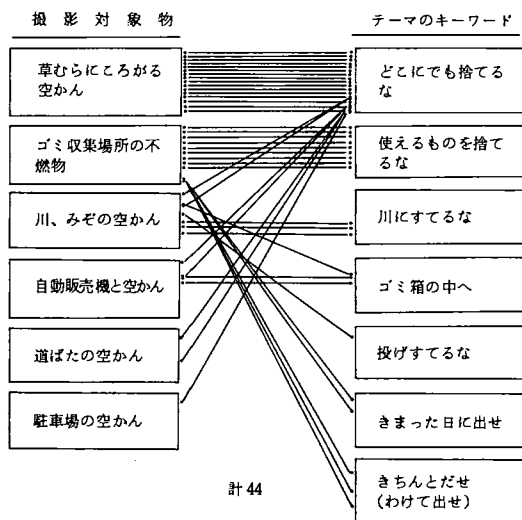 撮影対象物
テーマのキーワード
草むらにころがる
空かん
ゴミ収集場所の不
燃物
川、みぞの空かん
自動販売機と空かん
道ばたの空かん
駐車場の空かん
どこにでも捨てる
な
使えるものを捨て
るな
川にすてるな
ゴミ箱の中へ
投げすてるな
きまった日に出せ
きちんとだせ
(わけて出せ)
計44